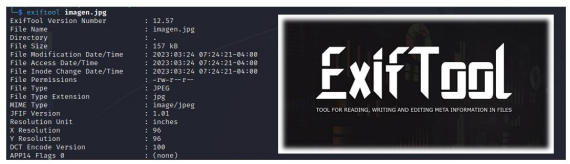 └─$ exiftool imagen.jpg
ExifTool Version Number : 12.57
File Name : imagen.jpg
Directory : .
File Size : 157 kB
File Modification Date/Time : 2023:03:24 07:24:21-04:00
File Access Date/Time : 2023:03:24 07:24:21-04:00
File Inode Change Date/Time : 2023:03:24 07:24:21-04:00
File Permissions : -rw-r--r--
File Type : JPEG
File Type Extension : jpg
MIME Type : image/jpeg
JFIF Version : 1.01
Resolution Unit : inches
X Resolution : 96
Y Resolution : 96
DCT Encode Version : 100
APP14 Flags 0 : (none)
ExifTool
TOOL FOR READING, WRITING AND EDITING META INFORMATION IN FILES